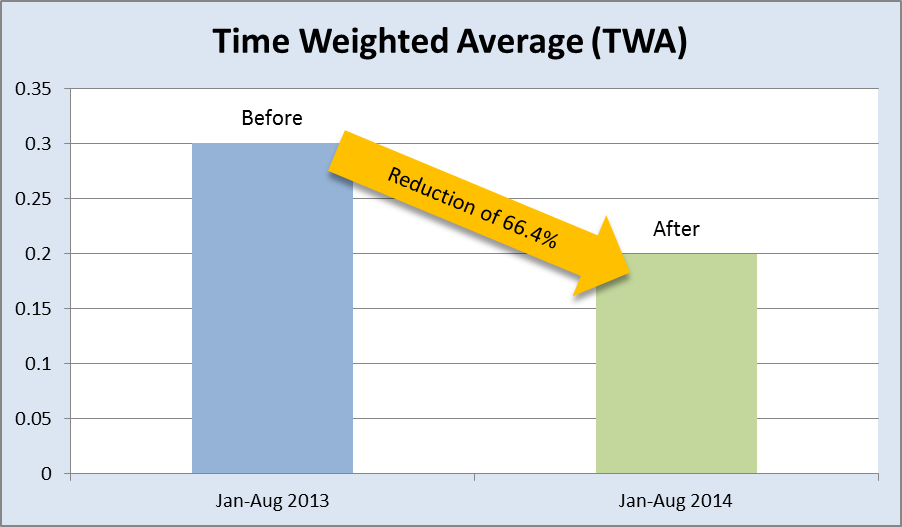 Time Weighted Average (TWA)
0.35
0.3
0.25
0.2
0.15
0.1
0.05
0
Before
Reduction of 66.4%
After
Jan-Aug 2013
Jan-Aug 2014